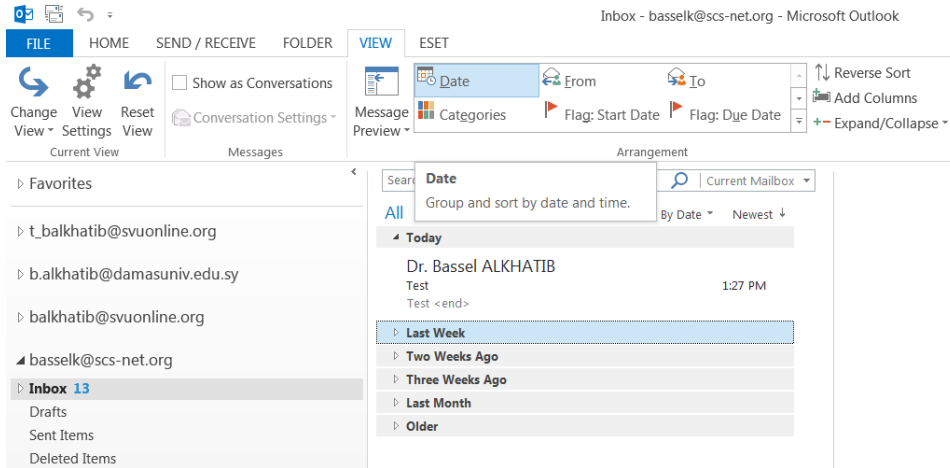 Inbox - basselk@scs-net.org - Microsoft Outlook
FILE HOME SEND / RECEIVE FOLDER VIEW ESET
Change View
View Settings
Reset View
Current View
Show as Conversations
Conversation Settings
Messages
Message Preview
Date From To
Categories Flag: Start Date Flag: Due Date
Arrangement
Reverse Sort
Add Columns
Expand/Collapse
Favorites
t_balkhatib@svuonline.org
b.alkhatib@damasuniv.edu.sy
balkhatib@svuonline.org
basselk@scs-net.org
Inbox 13
Drafts
Sent Items
Deleted Items
Sear
Current Mailbox
Date
Group and sort by date and time.
All By Date Newest
Today
Dr. Bassel ALKHATIB
Test 1:27 PM
Test <end>
Last Week
Two Weeks Ago
Three Weeks Ago
Last Month
Older